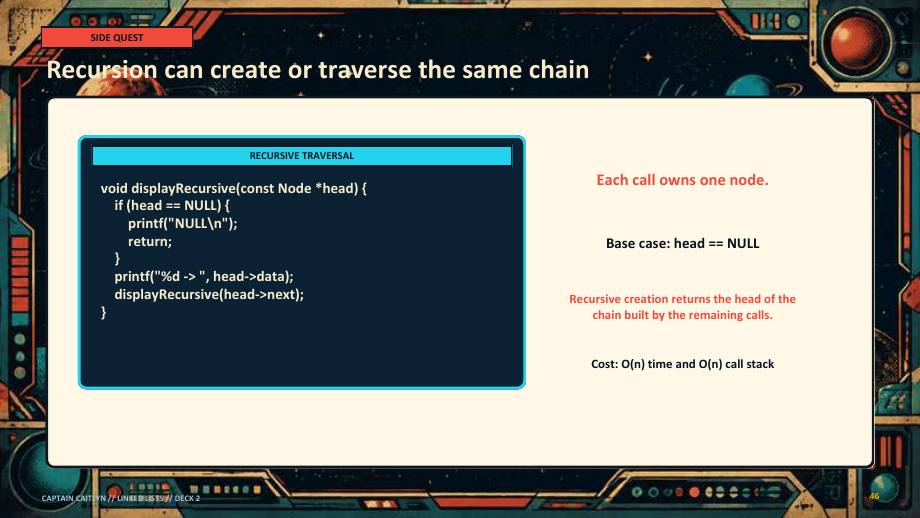 SIDE QUEST
Recursion can create or traverse the same chain
RECURSIVE TRAVERSAL
void displayRecursive(const Node *head) {
    if (head == NULL) {
        printf("NULL\n");
        return;
    }
    printf("%d -> ", head->data);
    displayRecursive(head->next);
}
Each call owns one node.
Base case: head == NULL
Recursive creation returns the head of the
chain built by the remaining calls.
Cost: O(n) time and O(n) call stack
CAPTAIN CAITLYN // LINKED LISTS // DECK 2
46